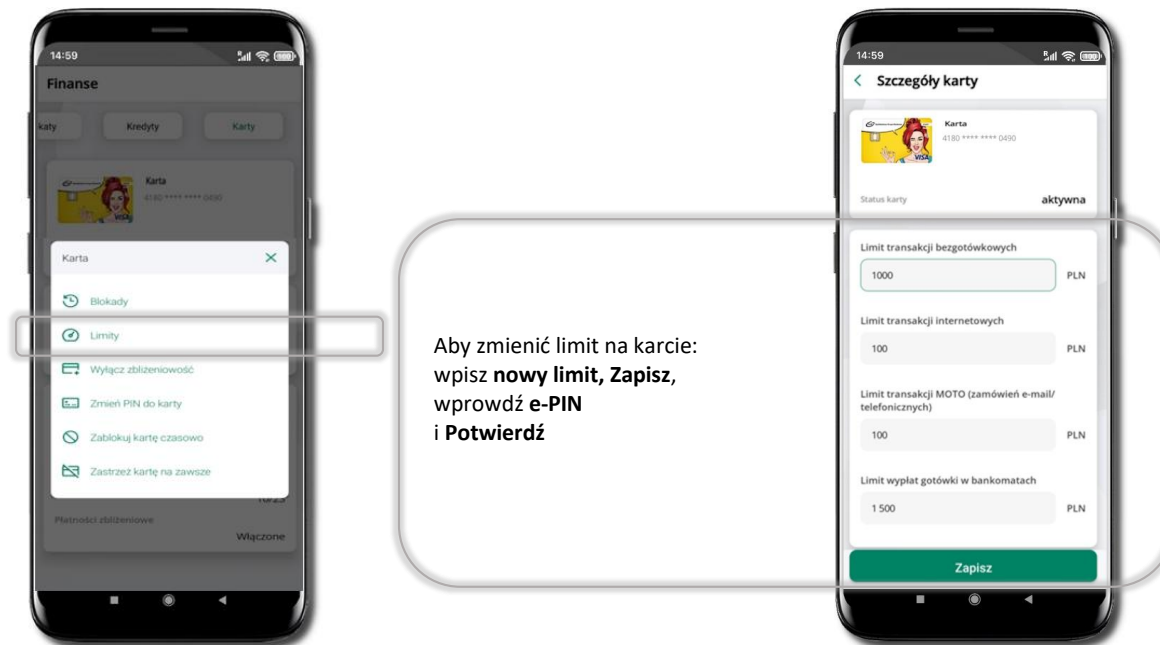 14:59
Finanse
katy
Kredyty
Karty
Karta
4180 **** **** 0490
Karta
Blokady
Limity
Wyłącz zbliżeniowość
Zmień PIN do karty
Zablokuj kartę czasowo
Zastrzeż kartę na zawsze
10/25
Płatności zbliżeniowe
Włączone
Aby zmienić limit na karcie:
wpisz nowy limit, Zapisz,
wprowdź e-PIN
i Potwierdź
14:59
Szczegóły karty
Karta
4180 **** **** 0490
VISA
Status karty
aktywna
Limit transakcji bezgotówkowych
1000 PLN
Limit transakcji internetowych
100 PLN
Limit transakcji MOTO (zamówień e-mail/
telefonicznych)
100 PLN
Limit wypłat gotówki w bankomatach
1 500 PLN
Zapisz